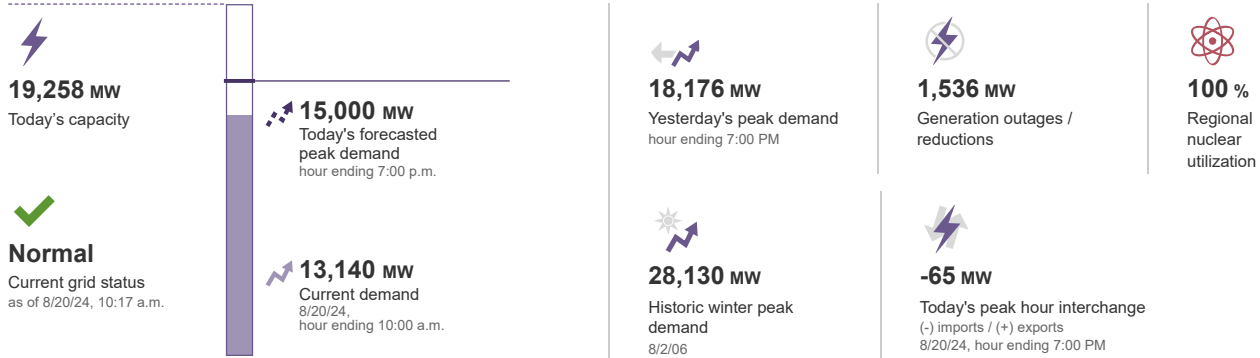 19,258 MW
Today's capacity
Normal
Current grid status
as of 8/20/24, 10:17 a.m.
15,000 MW
Today's forecasted
peak demand
hour ending 7:00 p.m.
13,140 MW
Current demand
8/20/24,
hour ending 10:00 a.m.
18,176 MW
Yesterday's peak demand
hour ending 7:00 PM
1,536 MW
Generation outages /
reductions
100 %
Regional
nuclear
utilization
28,130 MW
Historic winter peak
demand
8/2/06
-65 MW
Today's peak hour interchange
(-) imports / (+) exports
8/20/24, hour ending 7:00 PM